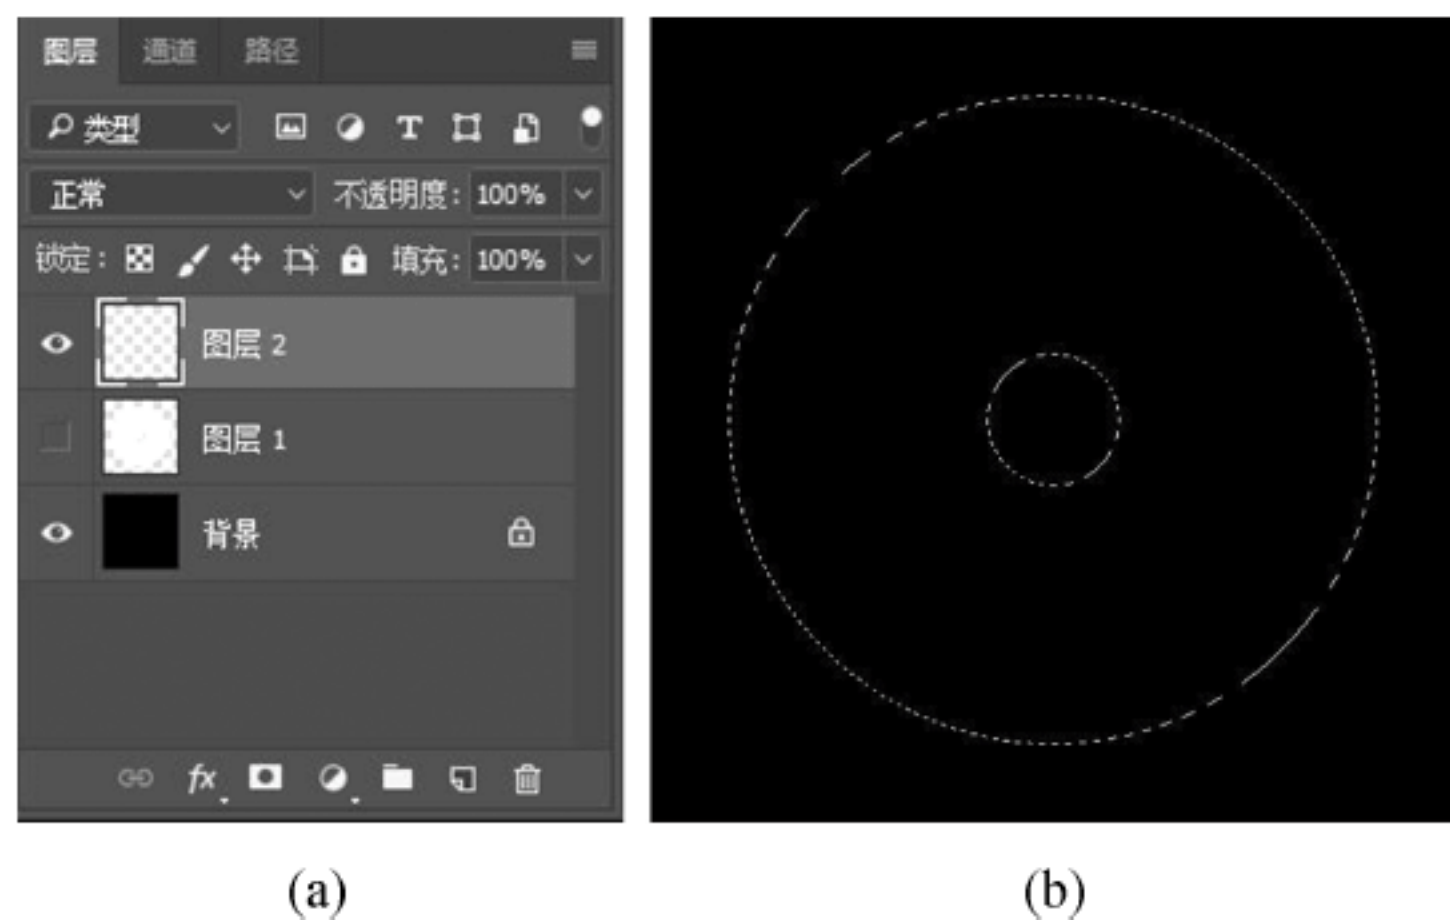 图层 通道 路径
类型
正常 不透明度: 100%
锁定: 填充: 100%
图层 2
图层 1
背景
fx
(a) (b)